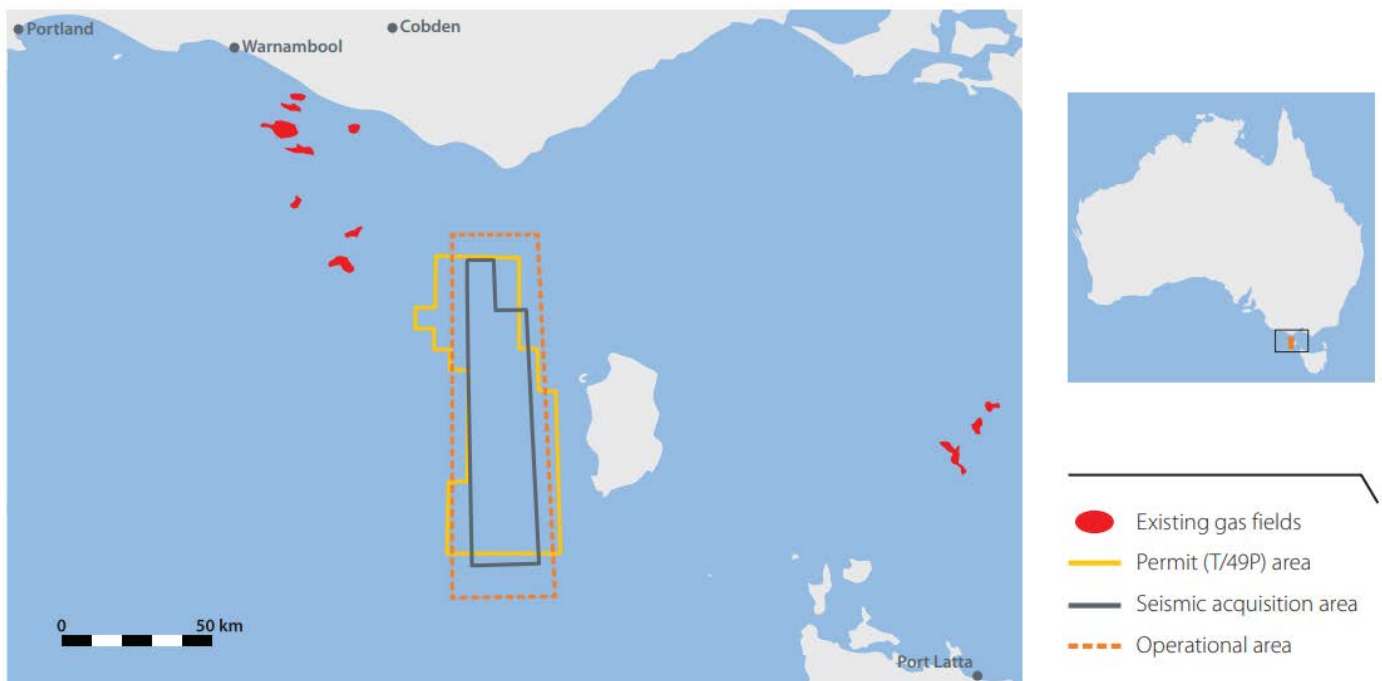 Portland
Cobden
Warnambool
0 50 km
Port Latta
Existing gas fields
Permit (T/49P) area
Seismic acquisition area
Operational area